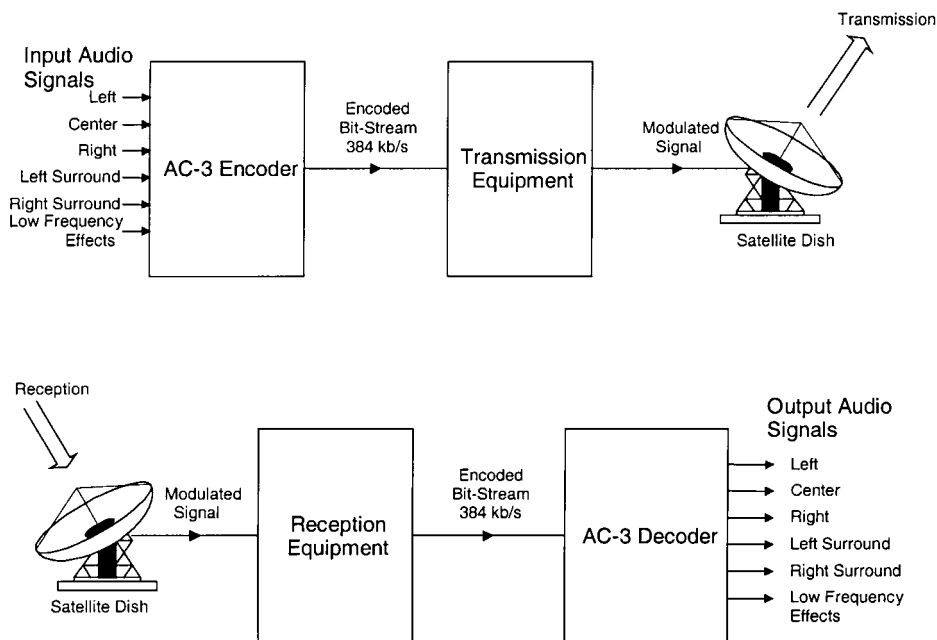 Transmission
Input Audio
Signals
Left
Center
Right
Left Surround
Right Surround
Low Frequency
Effects
AC-3 Encoder
Encoded
Bit-Stream
384 kb/s
Transmission
Equipment
Modulated
Signal
Satellite Dish
Reception
Modulated
Signal
Satellite Dish
Reception
Equipment
Encoded
Bit-Stream
384 kb/s
AC-3 Decoder
Output Audio
Signals
Left
Center
Right
Left Surround
Right Surround
Low Frequency
Effects